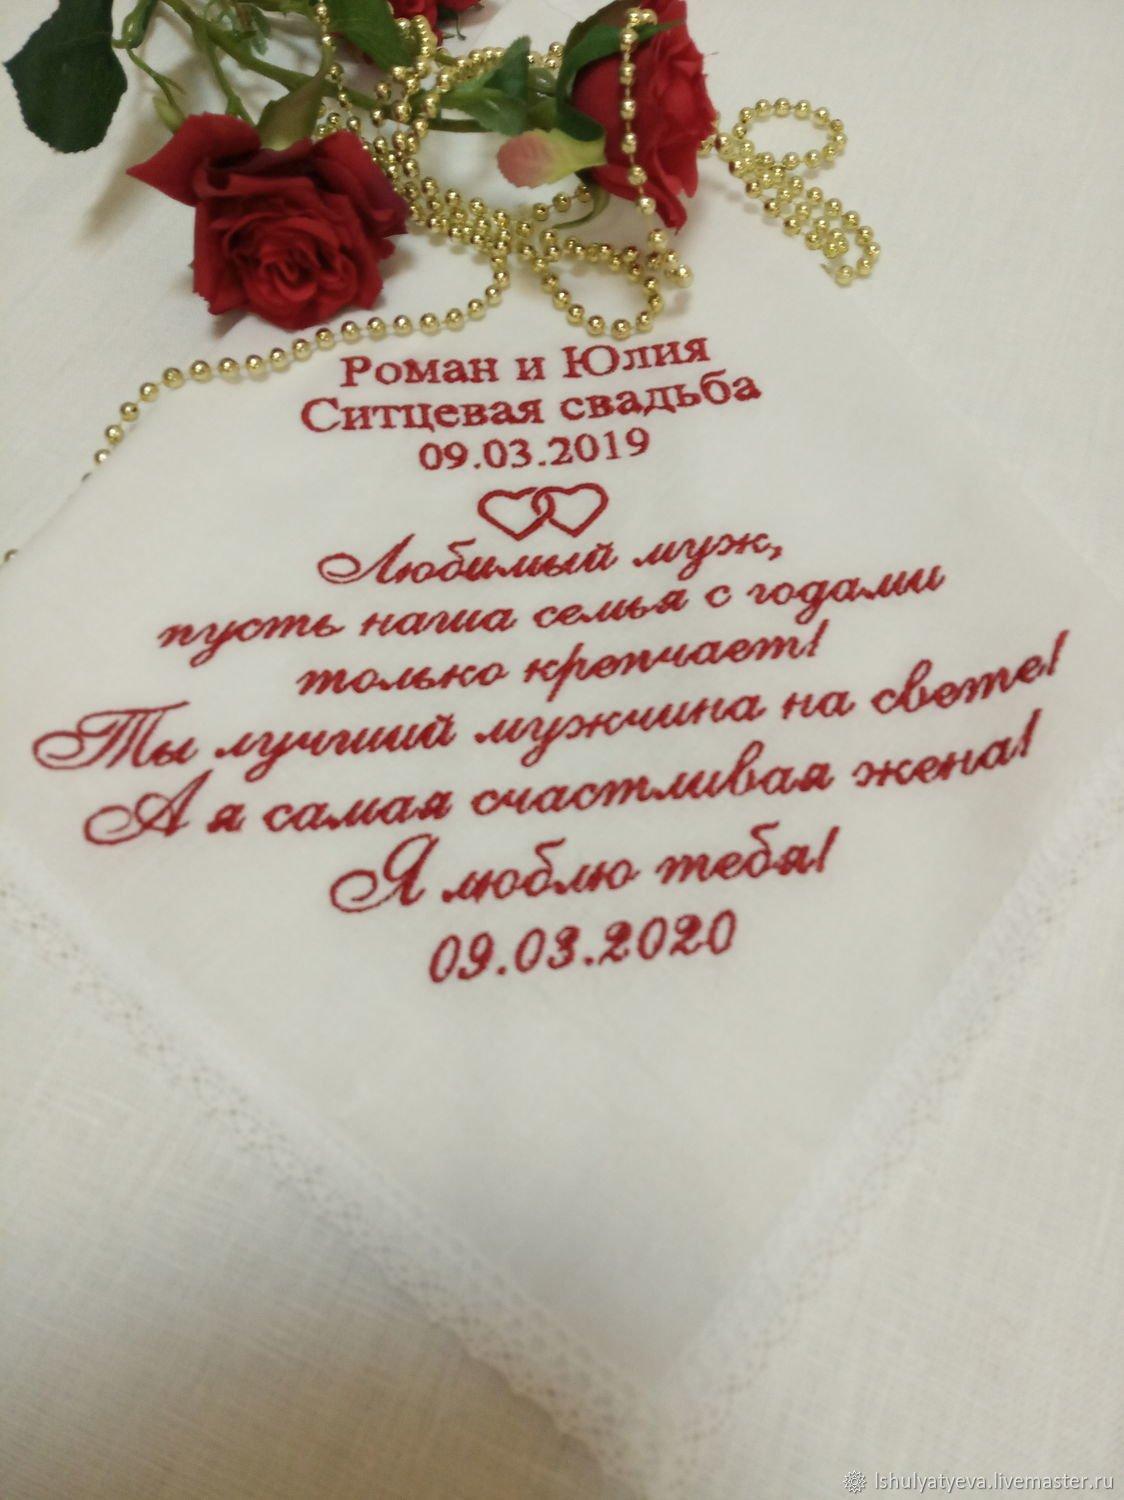 Роман и Юлия
Ситцевая свадьба
09.03.2019
Любимый муж,
пусть наша семья с годами
только крепчает!
Ты лучший мужчина на свете!
А я самая счастливая жена!
Я люблю тебя!
09.03.2020
lshulyatyeva.livemaster.ru